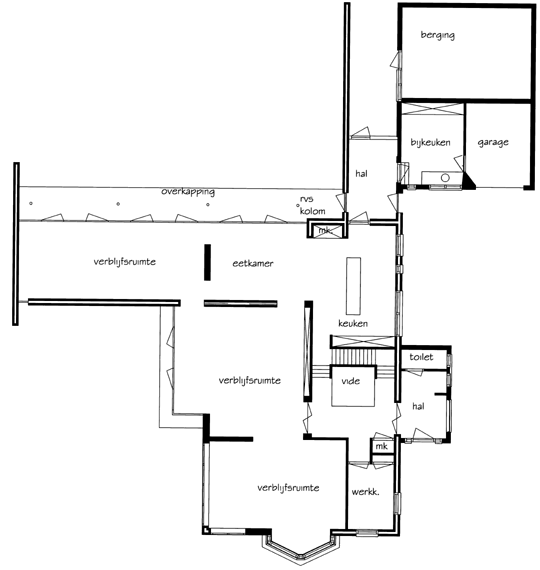 berging
bijkeuken
garage
hal
overkapping
rvs
kolom
mk
verblijfsruimte
eetkamer
keuken
toilet
verblijfsruimte
vide
hal
mk
verblijfsruimte
werkk.